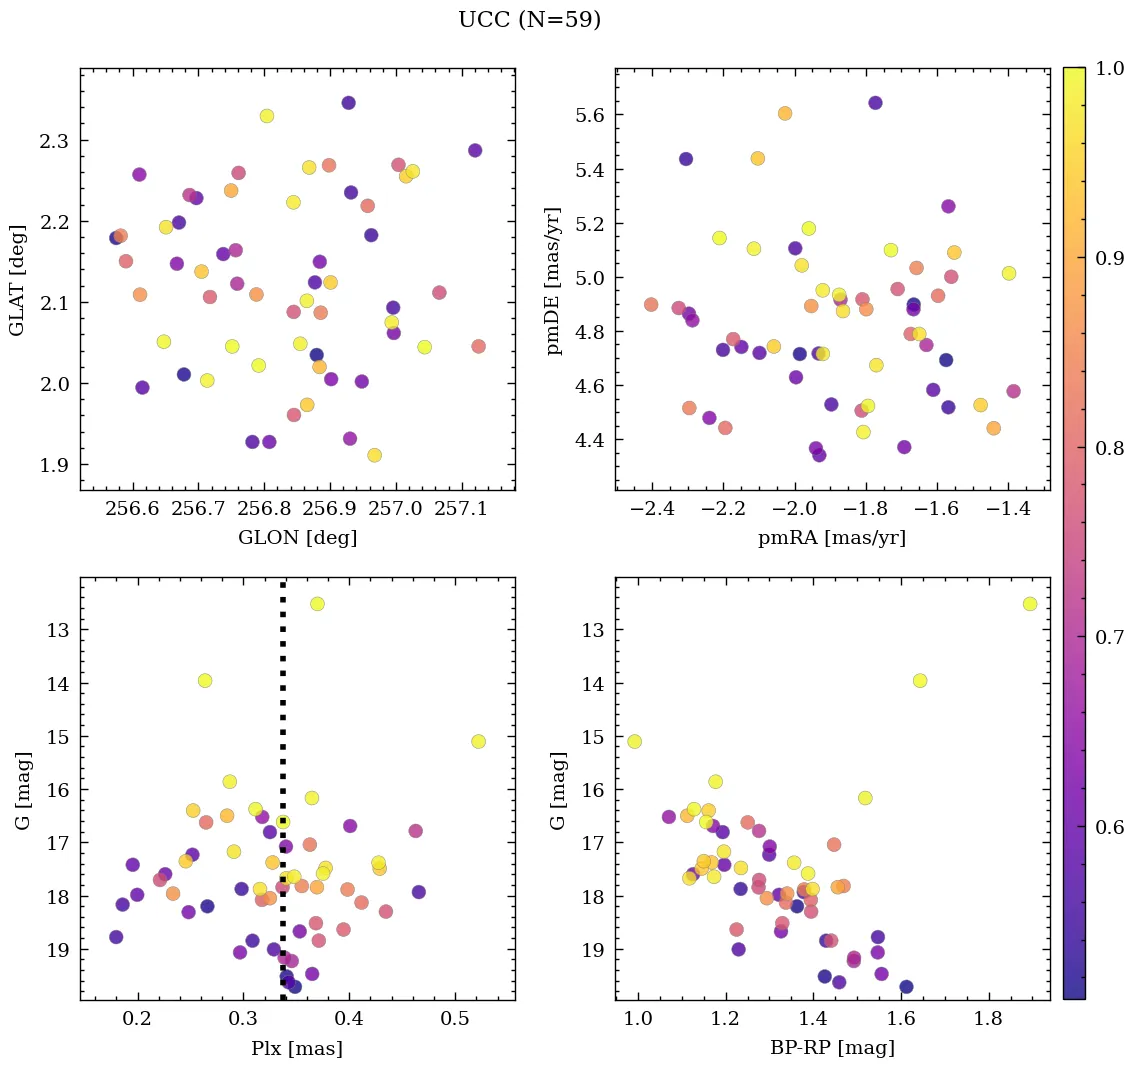 UCC (N=59)
2.3
2.2
2.1
2.0
1.9
GLAT [deg]
256.6 256.7 256.8 256.9 257.0 257.1
GLON [deg]
5.6
5.4
5.2
5.0
4.8
4.6
4.4
pmDE [mas/yr]
−2.4 −2.2 −2.0 −1.8 −1.6 −1.4
pmRA [mas/yr]
13
14
15
16
17
18
19
G [mag]
0.2 0.3 0.4 0.5
Plx [mas]
13
14
15
16
17
18
19
G [mag]
1.0 1.2 1.4 1.6 1.8
BP-RP [mag]
1.0
0.9
0.8
0.7
0.6